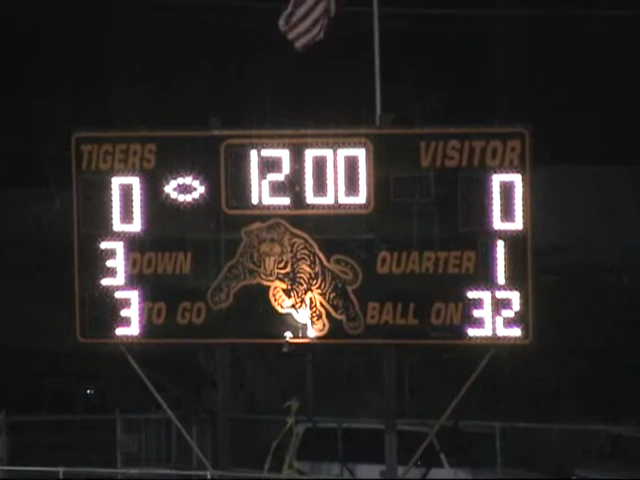 TIGERS 12 00 VISITOR
0 0
3 DOWN QUARTER 1
3 TO GO BALL ON 32